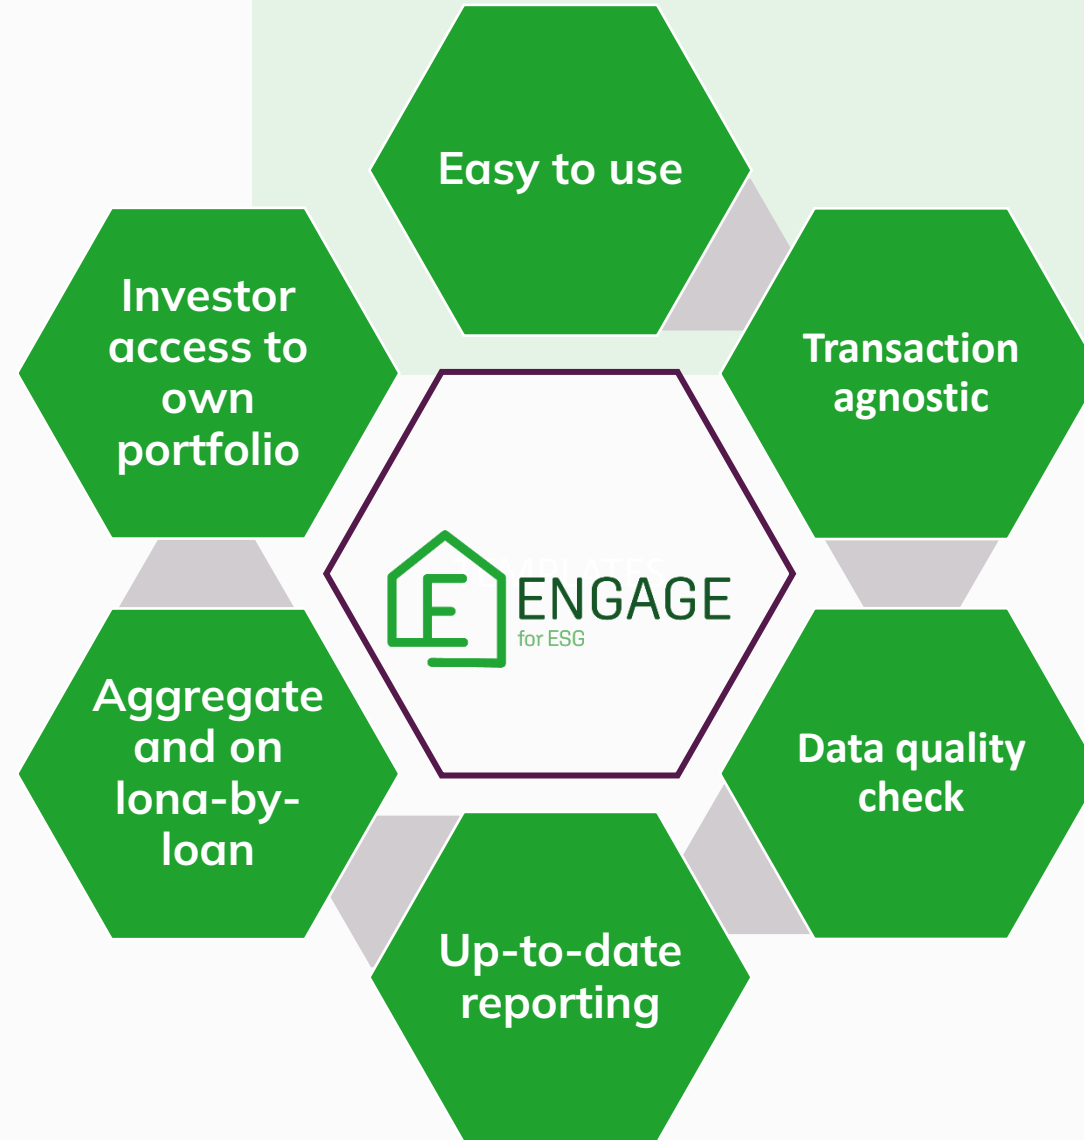 Easy to use
Investor
access to
own
portfolio
Transaction
agnostic
TEMPLATES
E ENGAGE
for ESG
Aggregate
and on
lona-by-
loan
Data quality
check
Up-to-date
reporting